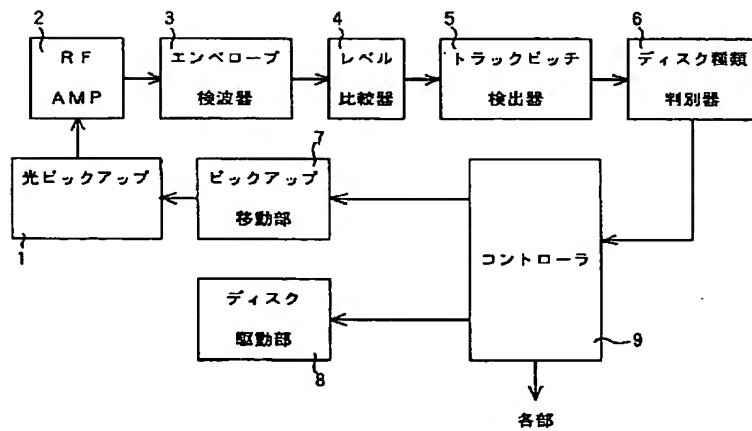 2
RF
AMP
3
エンベロープ
検波器
4
レベル
比較器
5
トラックピッチ
検出器
6
ディスク種類
判別器
光ピックアップ
1
7
ピックアップ
移動部
コントローラ
9
ディスク
駆動部
8
各部